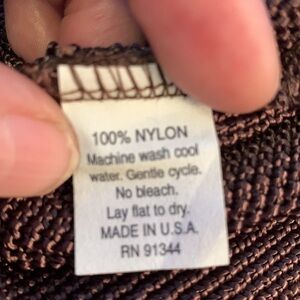 100% NYLON
Machine wash cool
water. Gentle cycle.
No bleach.
Lay flat to dry.
MADE IN U.S.A.
RN 91344